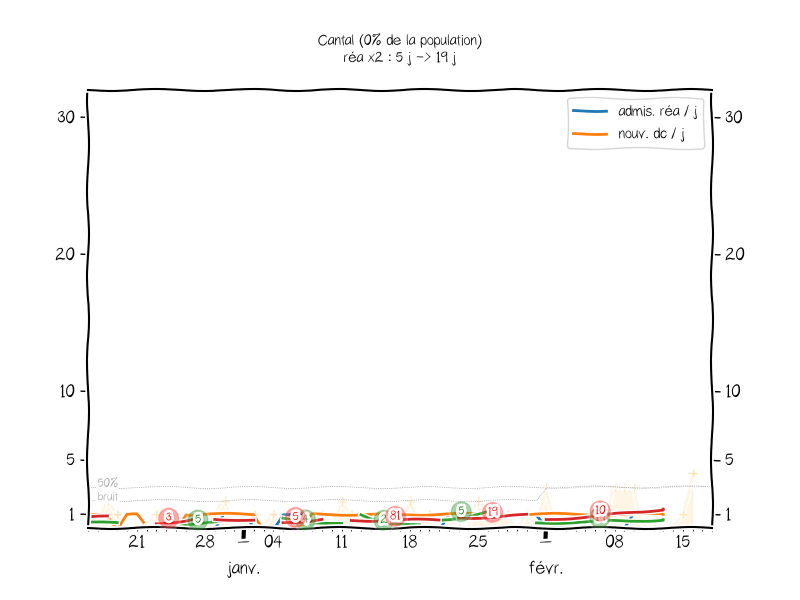 Cantal (0% de la population)
réa x2 : 5 j -> 19 j
30 30
admis. réa / j
nouv. dc / j
20 20
10 10
5 5
50%
bruit
1 3 5 5 2 81 5 19 10 1
21 28 04 11 18 25 08 15
janv. févr.